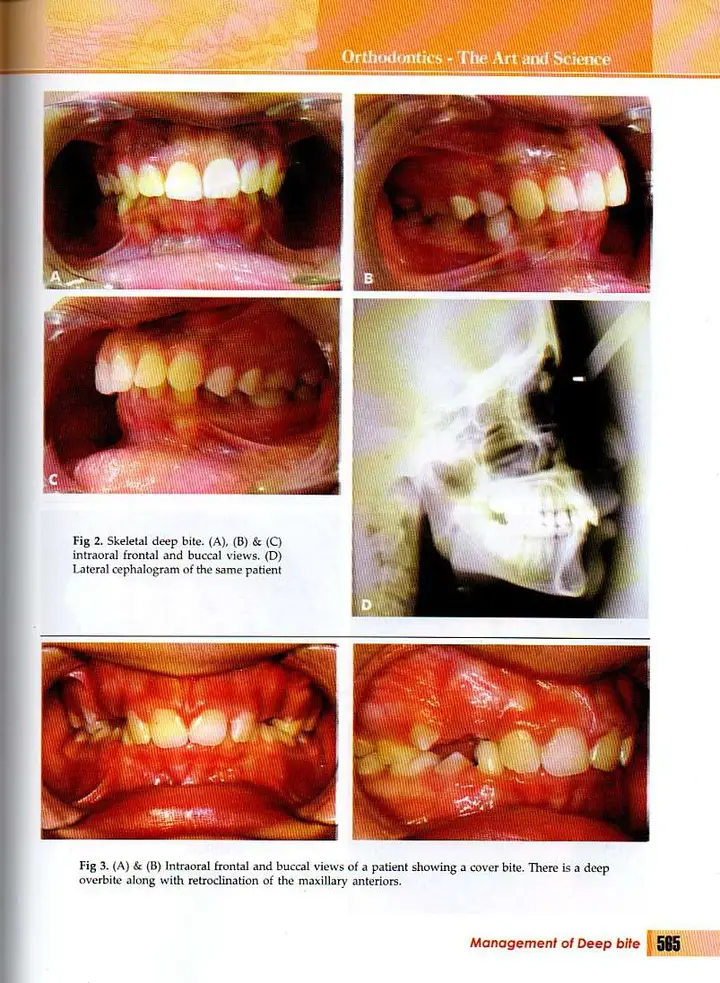 Orthodontics - The Art and Science
A
B
C
D
Fig 2. Skeletal deep bite. (A), (B) & (C)
intraoral frontal and buccal views. (D)
Lateral cephalogram of the same patient
Fig 3. (A) & (B) Intraoral frontal and buccal views of a patient showing a cover bite. There is a deep
overbite along with retroclination of the maxillary anteriors.
Management of Deep bite 565